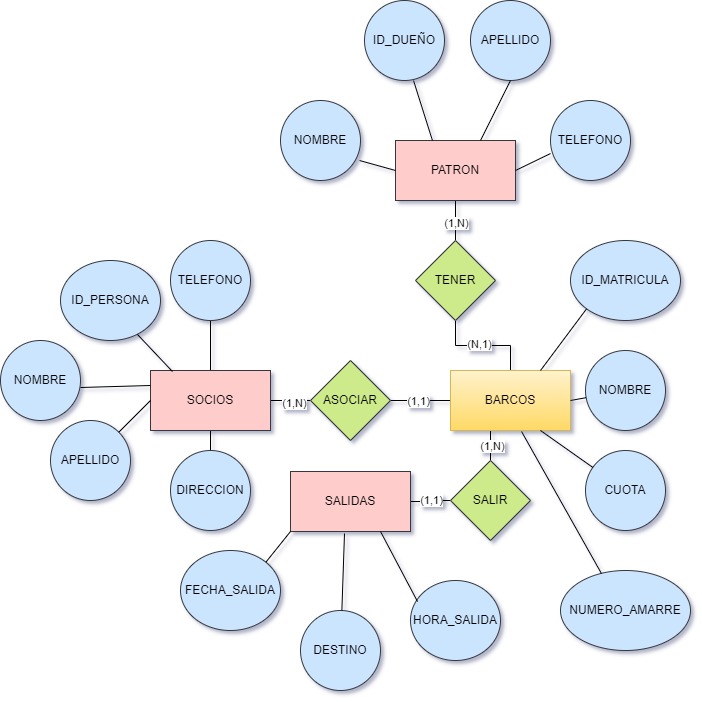 ID_DUEÑO
APELLIDO
NOMBRE
TELEFONO
PATRON
(1,N)
TENER
(N,1)
TELEFONO
ID_PERSONA
ID_MATRICULA
NOMBRE
NOMBRE
SOCIOS
(1,N)
ASOCIAR
(1,1)
BARCOS
(1,N)
APELLIDO
DIRECCION
CUOTA
SALIDAS
(1,1)
SALIR
FECHA_SALIDA
HORA_SALIDA
NUMERO_AMARRE
DESTINO